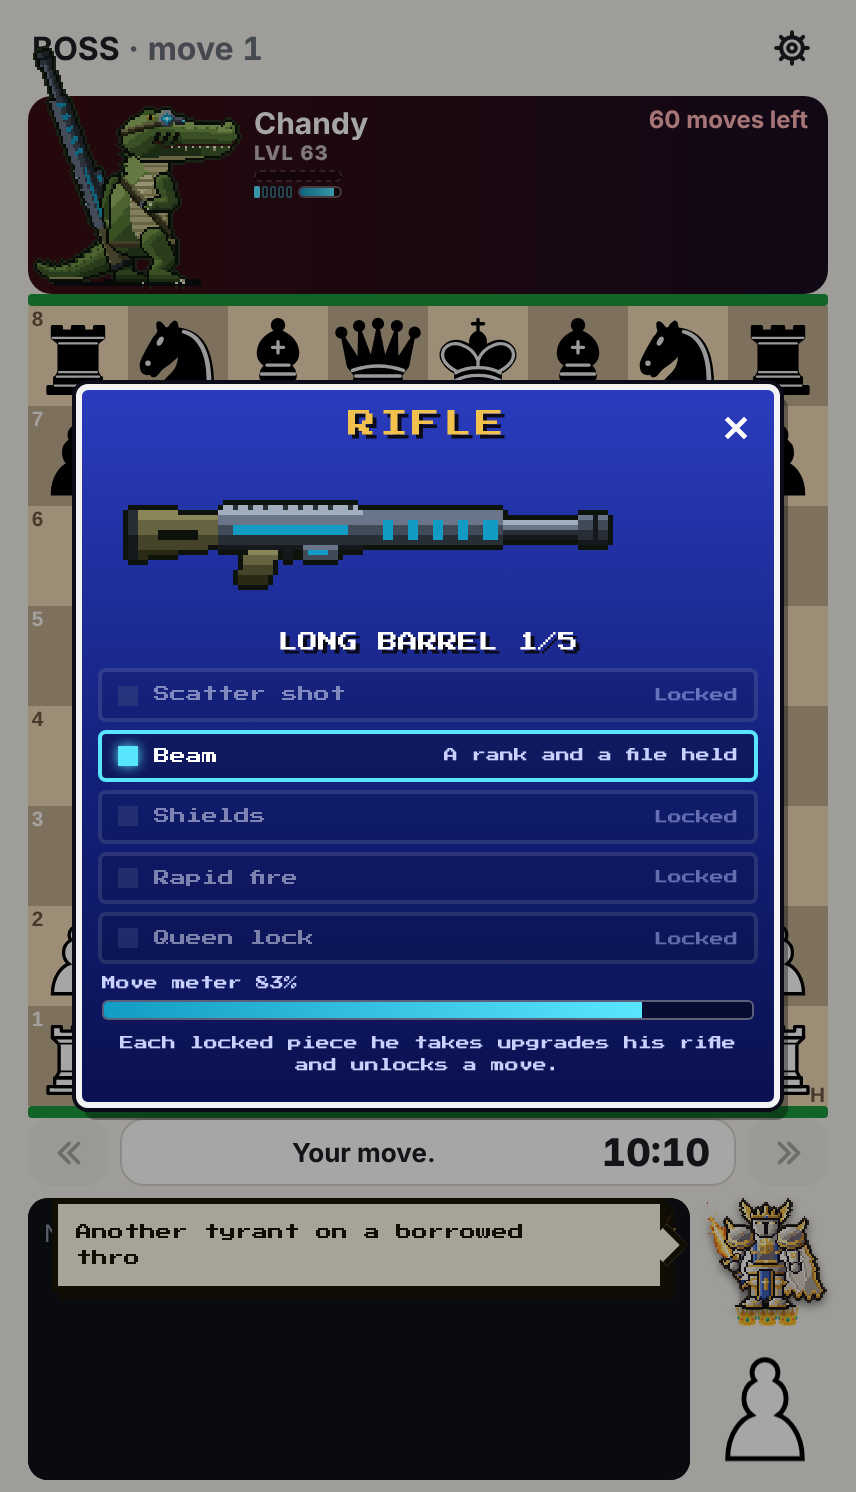 BOSS · move 1
Chandy
60 moves left
LVL 63
8
7
RIFLE
6
5
LONG BARREL 1/5
Scatter shot Locked
4
Beam A rank and a file held
3
Shields Locked
Rapid fire Locked
2
Queen lock Locked
Move meter 83%
1
Each locked piece he takes upgrades his rifle
and unlocks a move.
H
Your move. 10:10
Another tyrant on a borrowed
thro